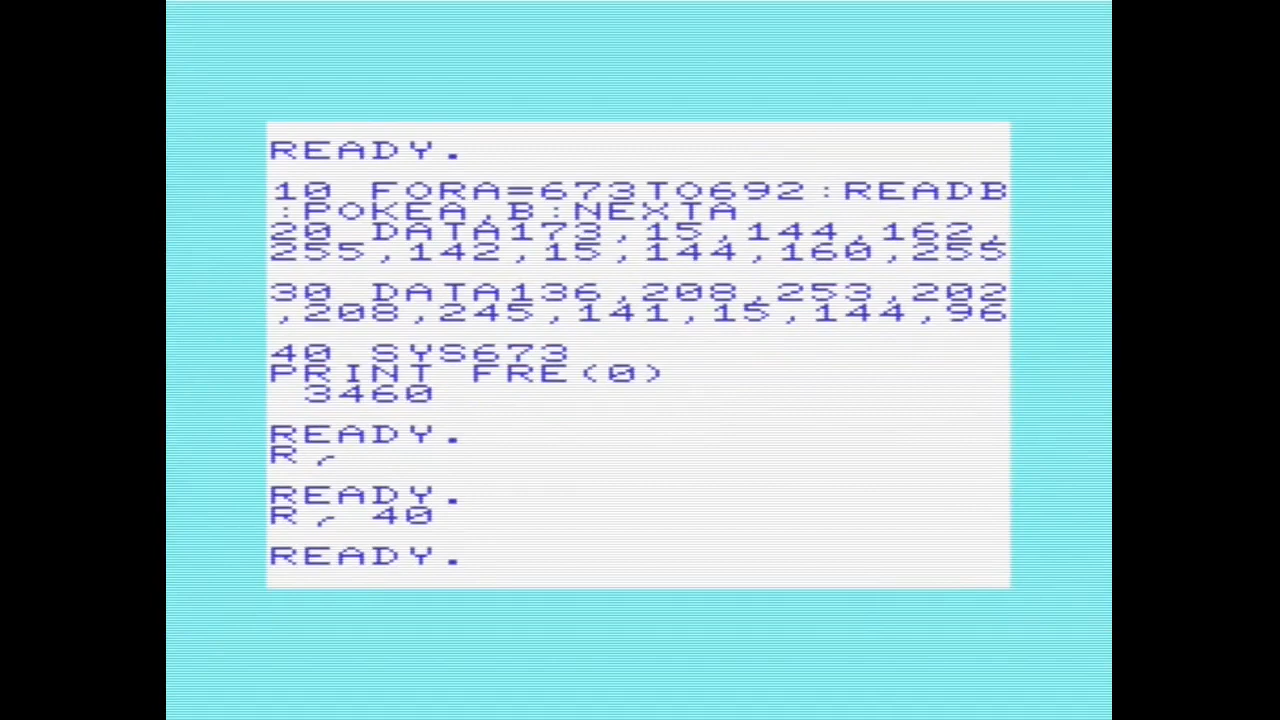 READY.
10 FORA=673TO692:READB
:POKEA,B:NEXTA
20 DATA173,15,144,162,
255,142,15,144,160,255
30 DATA136,208,253,202
,208,245,141,15,144,96
40 SYS673
PRINT FRE(0)
3460
READY.
R╭
READY.
R╭ 40
READY.